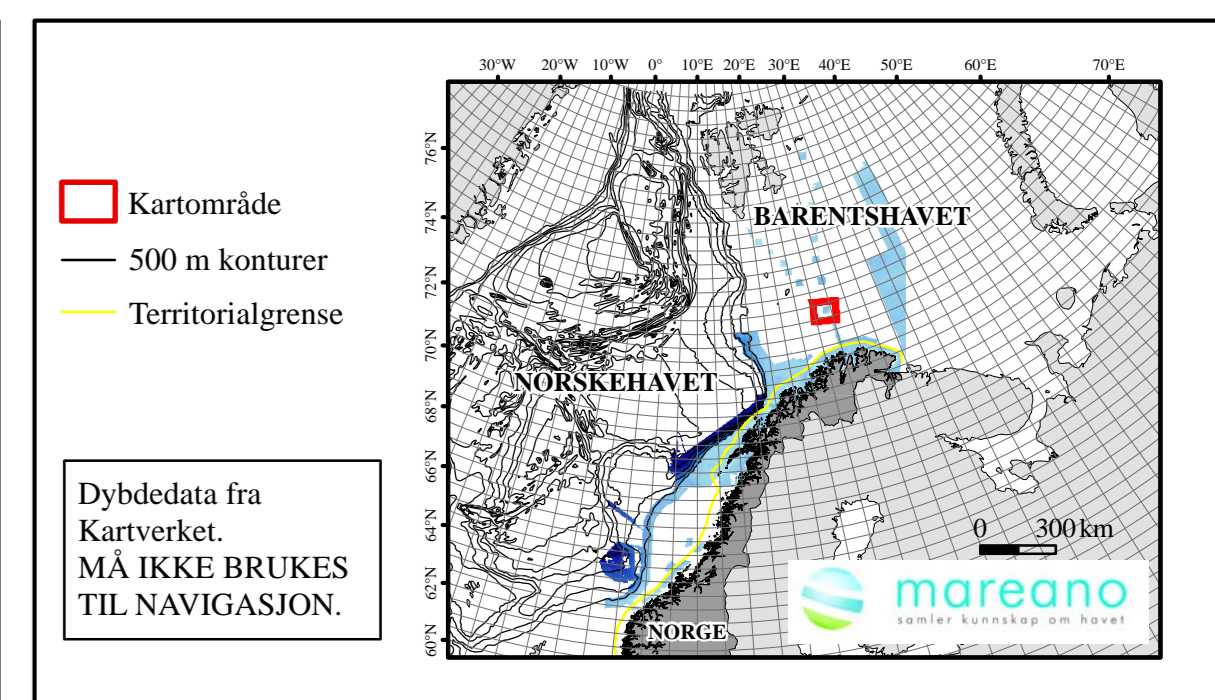 30°W 20°W 10°W 0° 10°E 20°E 30°E 40°E 50°E 60°E 70°E
76°N
74°N
72°N
70°N
68°N
66°N
64°N
62°N
60°N
Kartområde
500 m konturer
Territorialgrense
BARENTSHAVET
NORSKEHAVET
NORGE
0 300 km
Dybdedata fra
Kartverket.
MÅ IKKE BRUKES
TIL NAVIGASJON.
mareano
samler kunnskap om havet